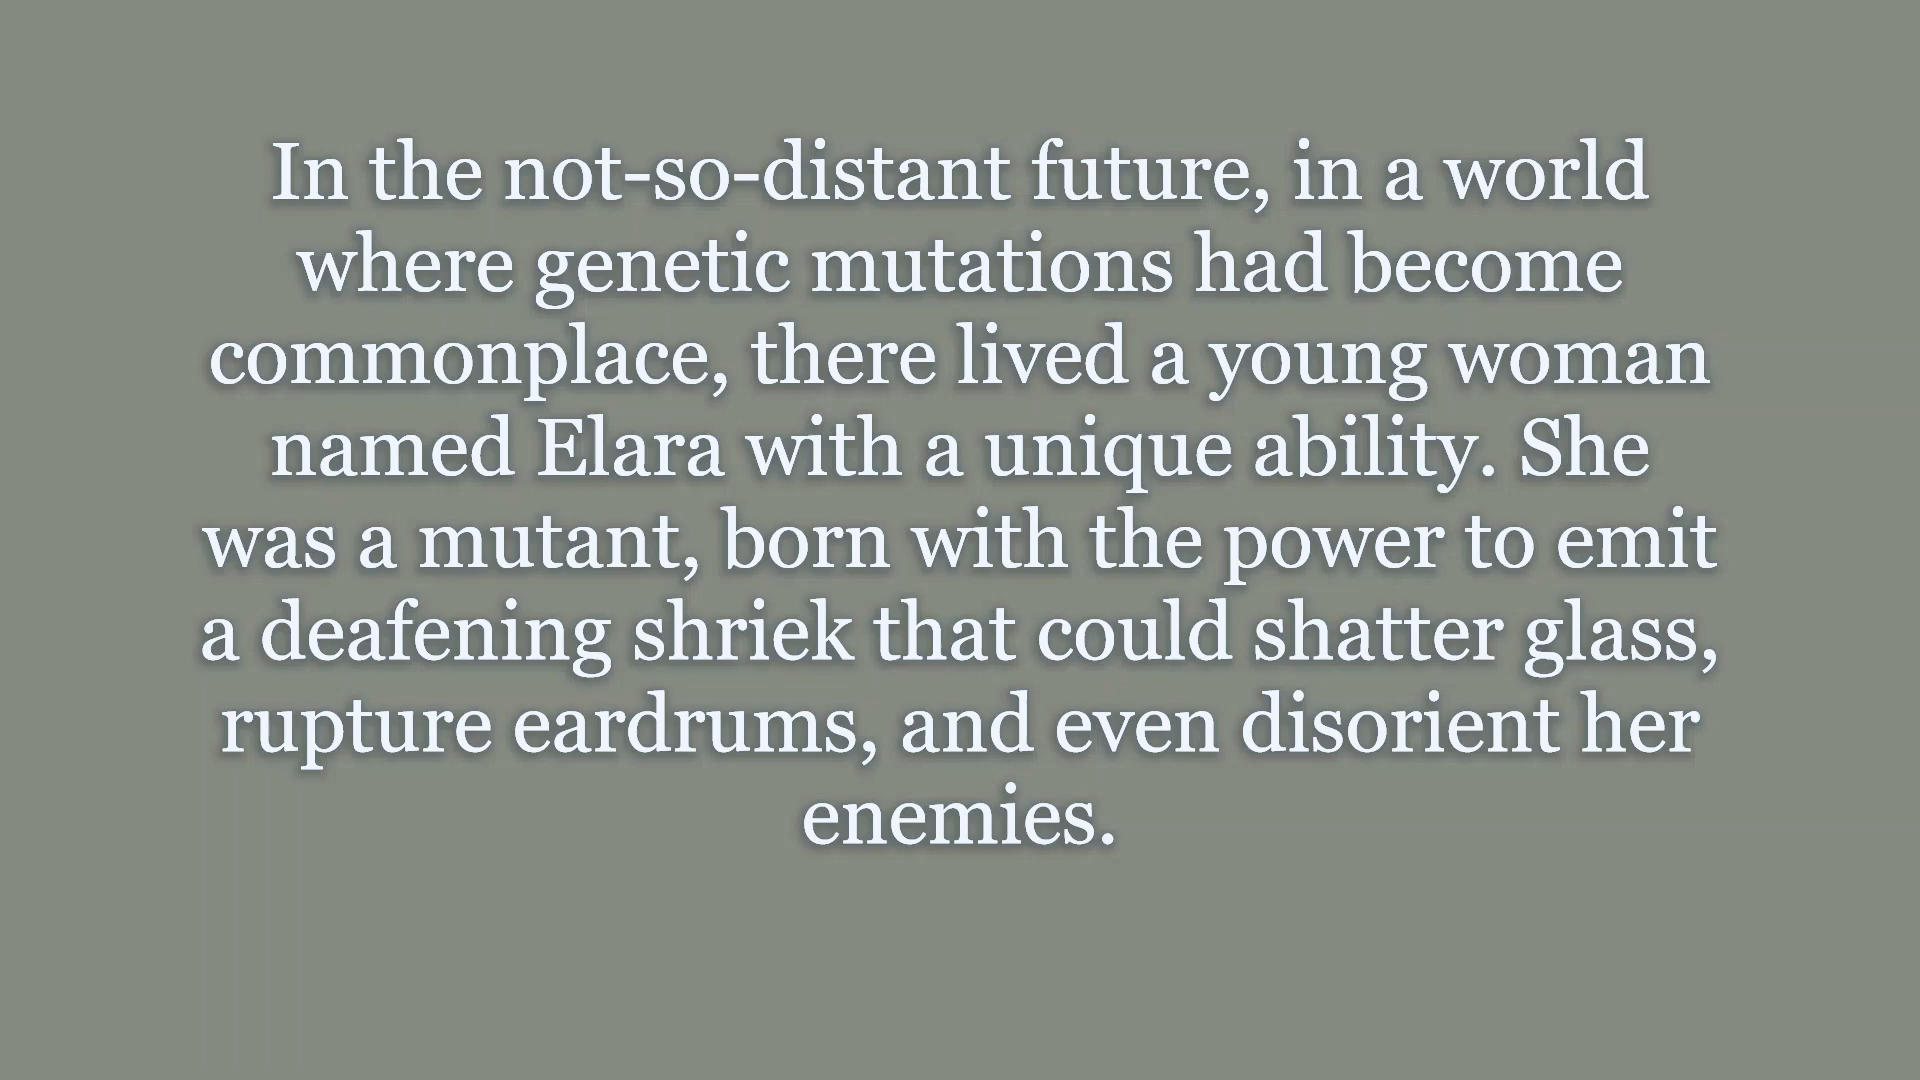 In the not-so-distant future, in a world
where genetic mutations had become
commonplace, there lived a young woman
named Elara with a unique ability. She
was a mutant, born with the power to emit
a deafening shriek that could shatter glass,
rupture eardrums, and even disorient her
enemies.